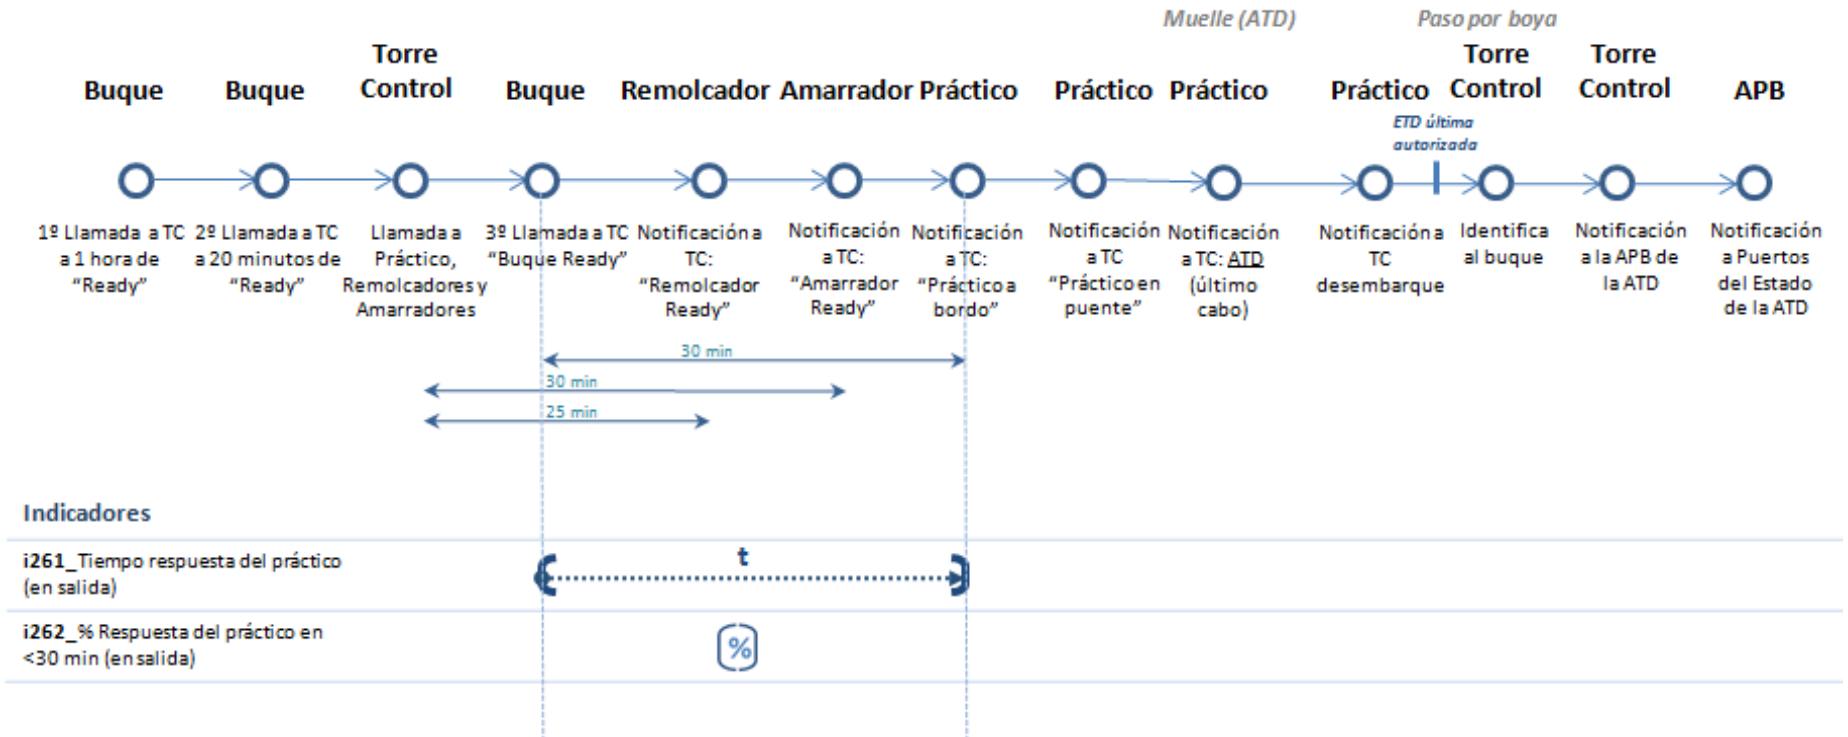 Muelle (ATD)
Paso por boya
Buque
Buque
Torre
Control
Buque
Remolcador
Amarrador
Práctico
Práctico
Práctico
Práctico
Torre
Control
Torre
Control
APB
ETD última
autorizada
1º Llamada a TC
a 1 hora de
"Ready"
2º Llamada a TC
a 20 minutos de
"Ready"
Llamada a
Práctico,
Remolcadores y
Amarradores
3º Llamada a TC
"Buque Ready"
Notificación a
TC:
"Remolcador
Ready"
Notificación
a TC:
"Amarrador
Ready"
Notificación
a TC:
"Práctico a
bordo"
Notificación
a TC
"Práctico en
puente"
Notificación
a TC: ATD
(último
cabo)
Notificación a
TC
desembarque
Identifica
al buque
Notificación
a la APB de
la ATD
Notificación
a Puertos
del Estado
de la ATD
30 min
30 min
25 min
Indicadores
i261_Tiempo respuesta del práctico
(en salida)
t
i262_% Respuesta del práctico en
<30 min (en salida)
%